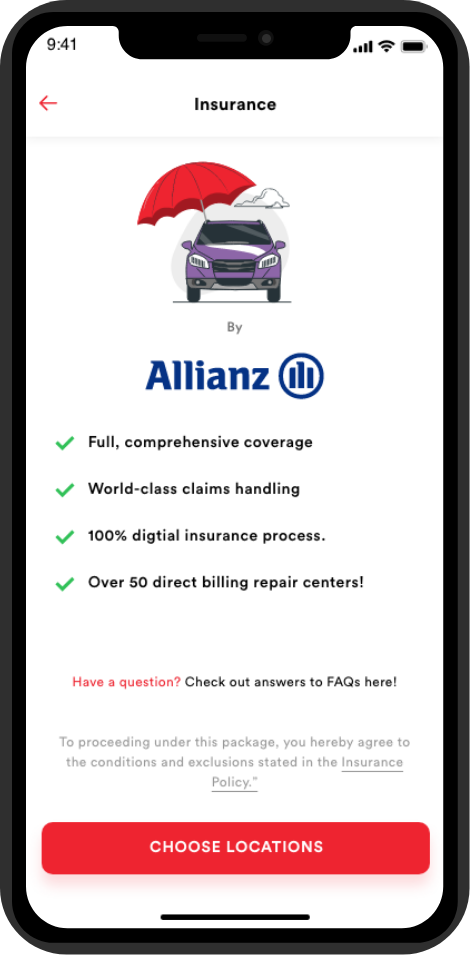 9:41
Insurance
By
Allianz
Full, comprehensive coverage
World-class claims handling
100% digtial insurance process.
Over 50 direct billing repair centers!
Have a question? Check out answers to FAQs here!
To proceeding under this package, you hereby agree to
the conditions and exclusions stated in the Insurance
Policy."
CHOOSE LOCATIONS